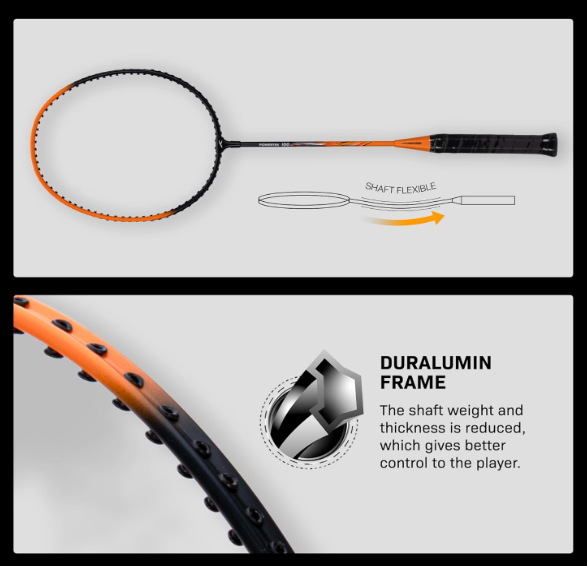 SHAFT FLEXIBLE
DURALUMIN
FRAME
The shaft weight and
thickness is reduced,
which gives better
control to the player.